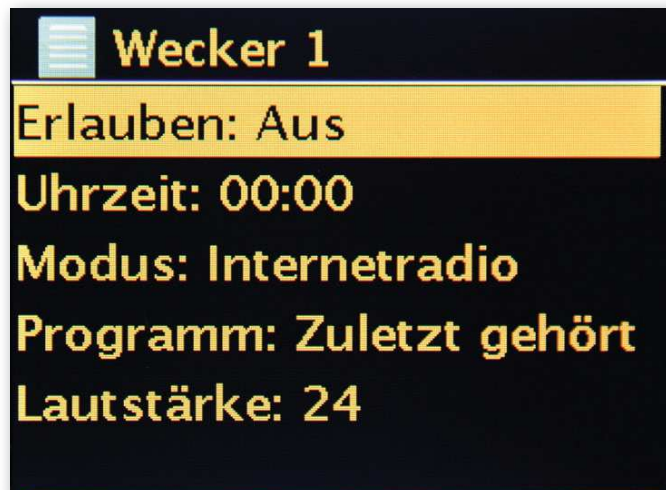 Wecker 1
Erlauben: Aus
Uhrzeit: 00:00
Modus: Internetradio
Programm: Zuletzt gehört
Lautstärke: 24